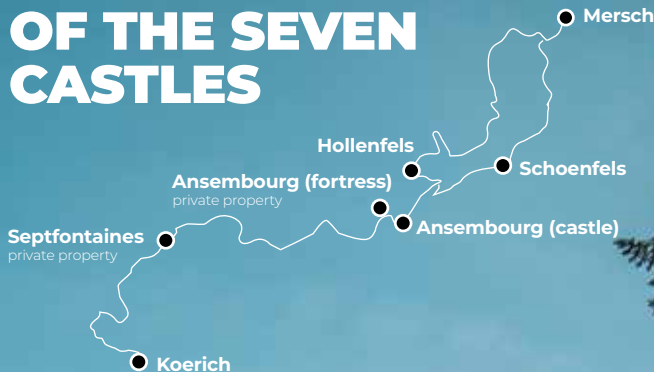 OF THE SEVEN
CASTLES
Mersch
Hollenfels
Schoenfels
Ansembourg (fortress)
private property
Ansembourg (castle)
Septfontaines
private property
Koerich